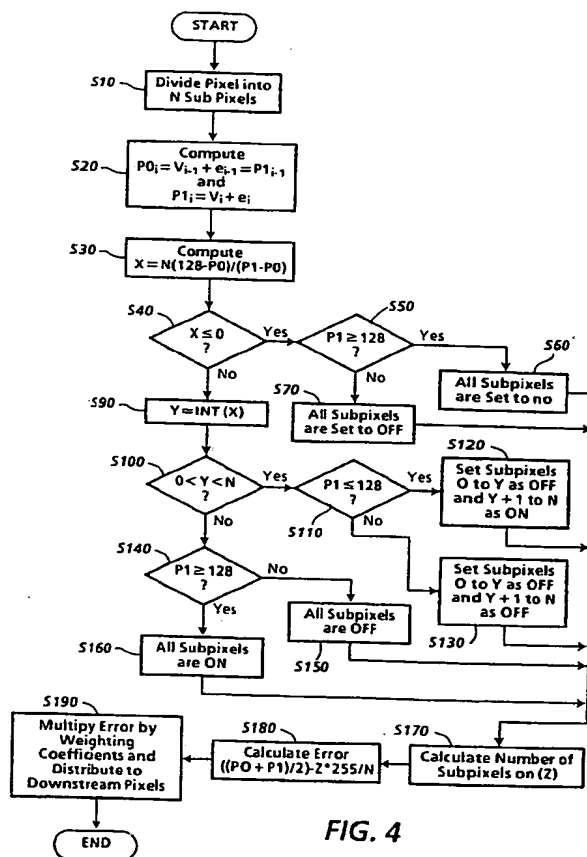 START
S10
Divide Pixel into
N Sub Pixels
S20
Compute
P0i = Vi-1 + ei-1 = P1i-1
and
P1i = Vi + ei
S30
Compute
X = N(128-P0)/(P1-P0)
S40
X ≤ 0
?
Yes
No
S50
P1 ≥ 128
?
Yes
No
S60
All Subpixels
are Set to no
S70
All Subpixels
are Set to OFF
S90
Y = INT (X)
S100
0 < Y < N
?
Yes
No
P1 ≤ 128
?
S110
Yes
No
S120
Set Subpixels
O to Y as OFF
and Y + 1 to N
as ON
S140
P1 ≥ 128
?
No
Yes
Set Subpixels
O to Y as OFF
and Y + 1 to N
as OFF
S130
All Subpixels
are OFF
S150
S160
All Subpixels
are ON
S190
Multipy Error by
Weighting
Coefficients and
Distribute to
Downstream Pixels
S180
Calculate Error
((PO + P1)/2)-Z*255/N
S170
Calculate Number of
Subpixels on (Z)
END
FIG. 4